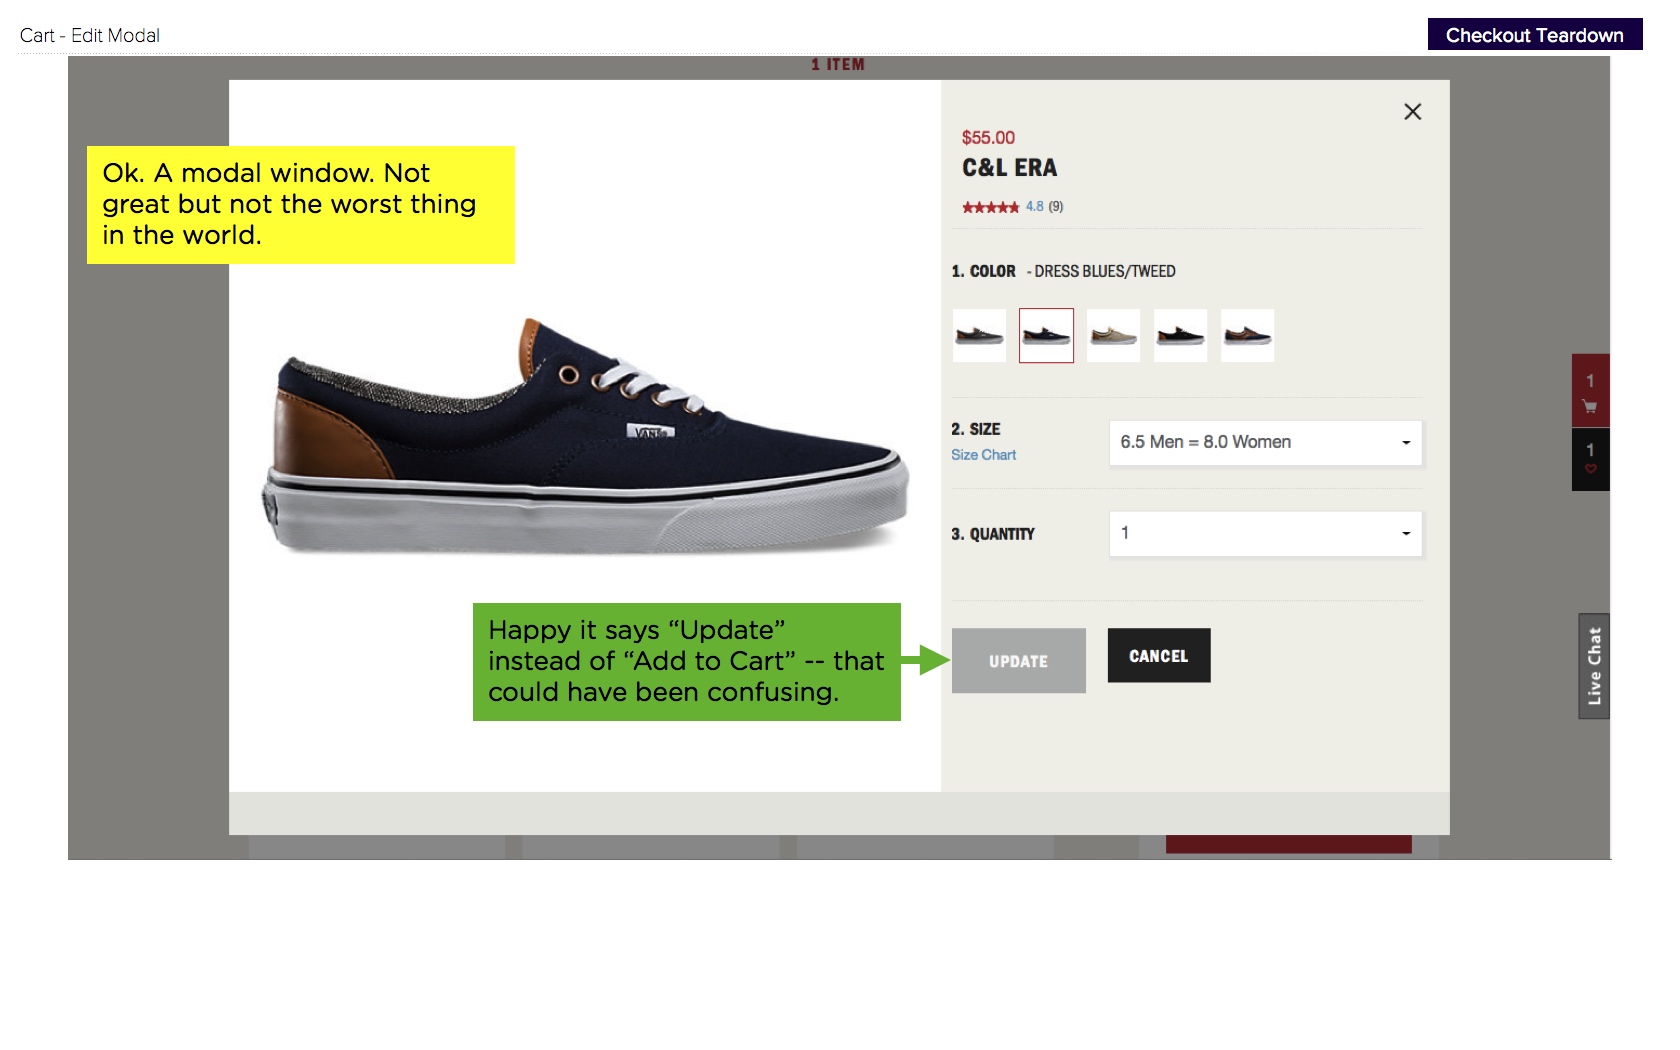 Cart - Edit Modal
Checkout Teardown
1 ITEM
Ok. A modal window. Not
great but not the worst thing
in the world.
$55.00
C&L ERA
4.8 (9)
1. COLOR - DRESS BLUES/TWEED
2. SIZE
Size Chart
6.5 Men = 8.0 Women
3. QUANTITY
1
VANS
Happy it says “Update”
instead of “Add to Cart” -- that
could have been confusing.
UPDATE
CANCEL
1
1
Live Chat